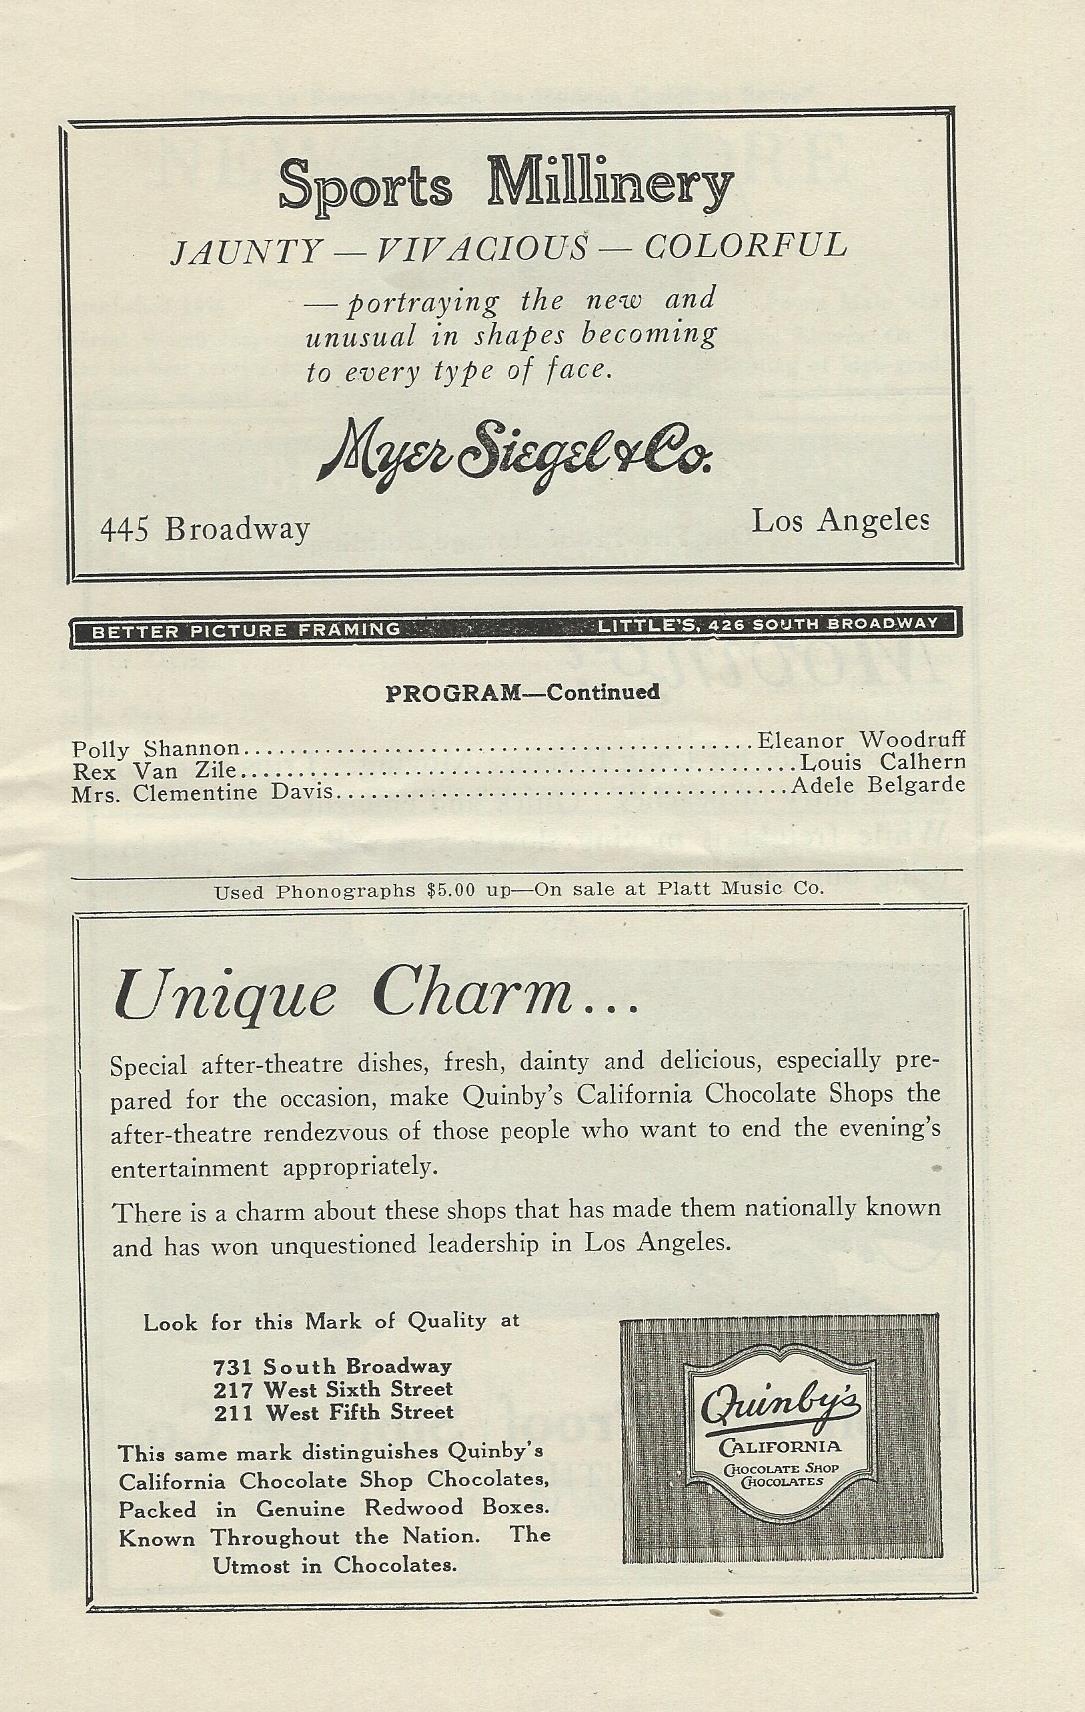 Sports Millinery
JAUNTY — VIVACIOUS — COLORFUL
— portraying the new and
unusual in shapes becoming
to every type of face.
Myer Siegel & Co.
445 Broadway
Los Angeles
BETTER PICTURE FRAMING LITTLE'S, 426 SOUTH BROADWAY
PROGRAM—Continued
Polly Shannon........................................Eleanor Woodruff
Rex Van Zile........................................Louis Calhern
Mrs. Clementine Davis........................................Adele Belgarde
Used Phonographs $5.00 up—On sale at Platt Music Co.
Unique Charm...
Special after-theatre dishes, fresh, dainty and delicious, especially pre-
pared for the occasion, make Quinby's California Chocolate Shops the
after-theatre rendezvous of those people who want to end the evening's
entertainment appropriately.
There is a charm about these shops that has made them nationally known
and has won unquestioned leadership in Los Angeles.
Look for this Mark of Quality at
731 South Broadway
217 West Sixth Street
211 West Fifth Street
This same mark distinguishes Quinby's
California Chocolate Shop Chocolates,
Packed in Genuine Redwood Boxes.
Known Throughout the Nation. The
Utmost in Chocolates.
Quinby's
CALIFORNIA
CHOCOLATE SHOP
CHOCOLATES